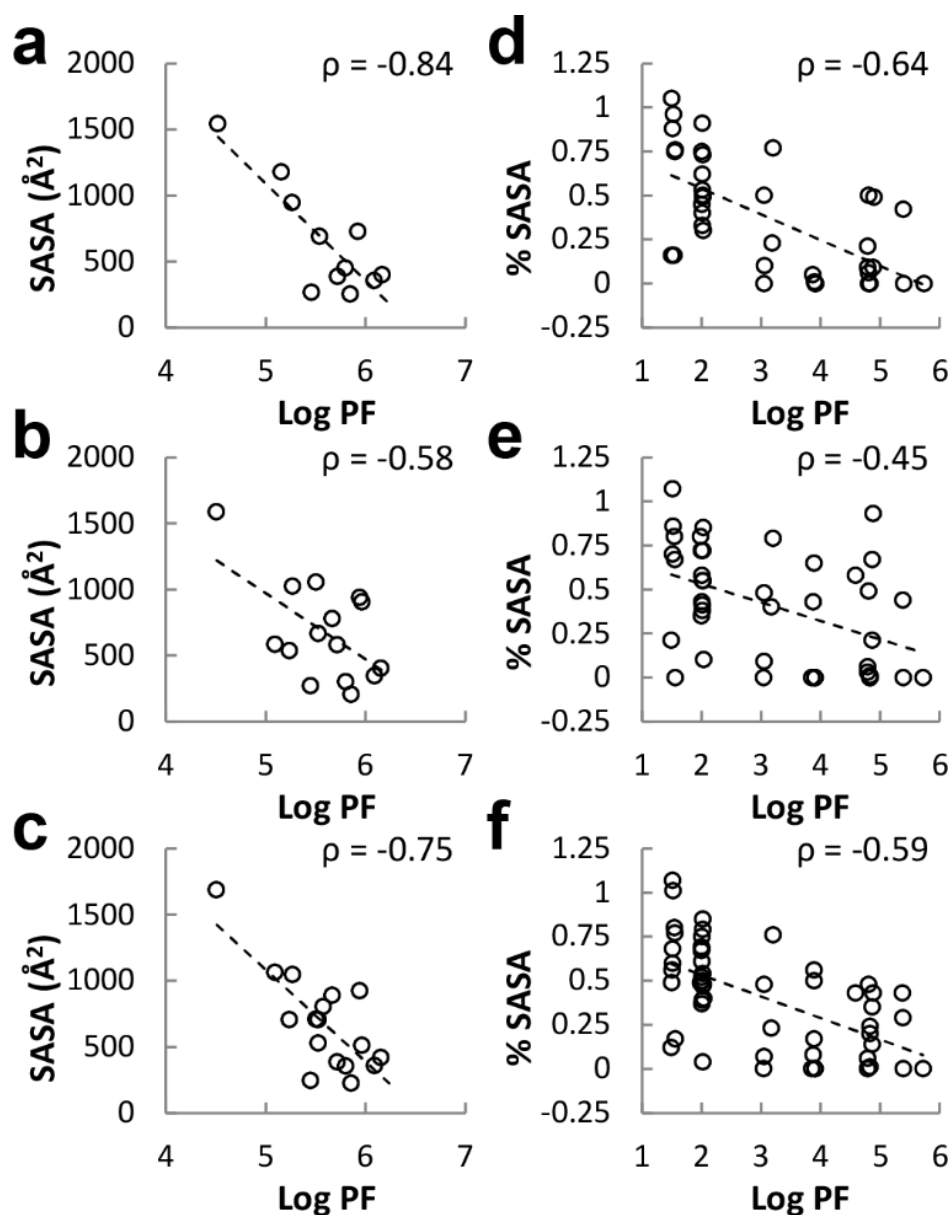 a
ρ = -0.84
SASA (Å²)
2000
1500
1000
500
0
4 5 6 7
Log PF
d
ρ = -0.64
% SASA
1.25
1
0.75
0.5
0.25
0
-0.25
1 2 3 4 5 6
Log PF
b
ρ = -0.58
SASA (Å²)
2000
1500
1000
500
0
4 5 6 7
Log PF
e
ρ = -0.45
% SASA
1.25
1
0.75
0.5
0.25
0
-0.25
1 2 3 4 5 6
Log PF
c
ρ = -0.75
SASA (Å²)
2000
1500
1000
500
0
4 5 6 7
Log PF
f
ρ = -0.59
% SASA
1.25
1
0.75
0.5
0.25
0
-0.25
1 2 3 4 5 6
Log PF